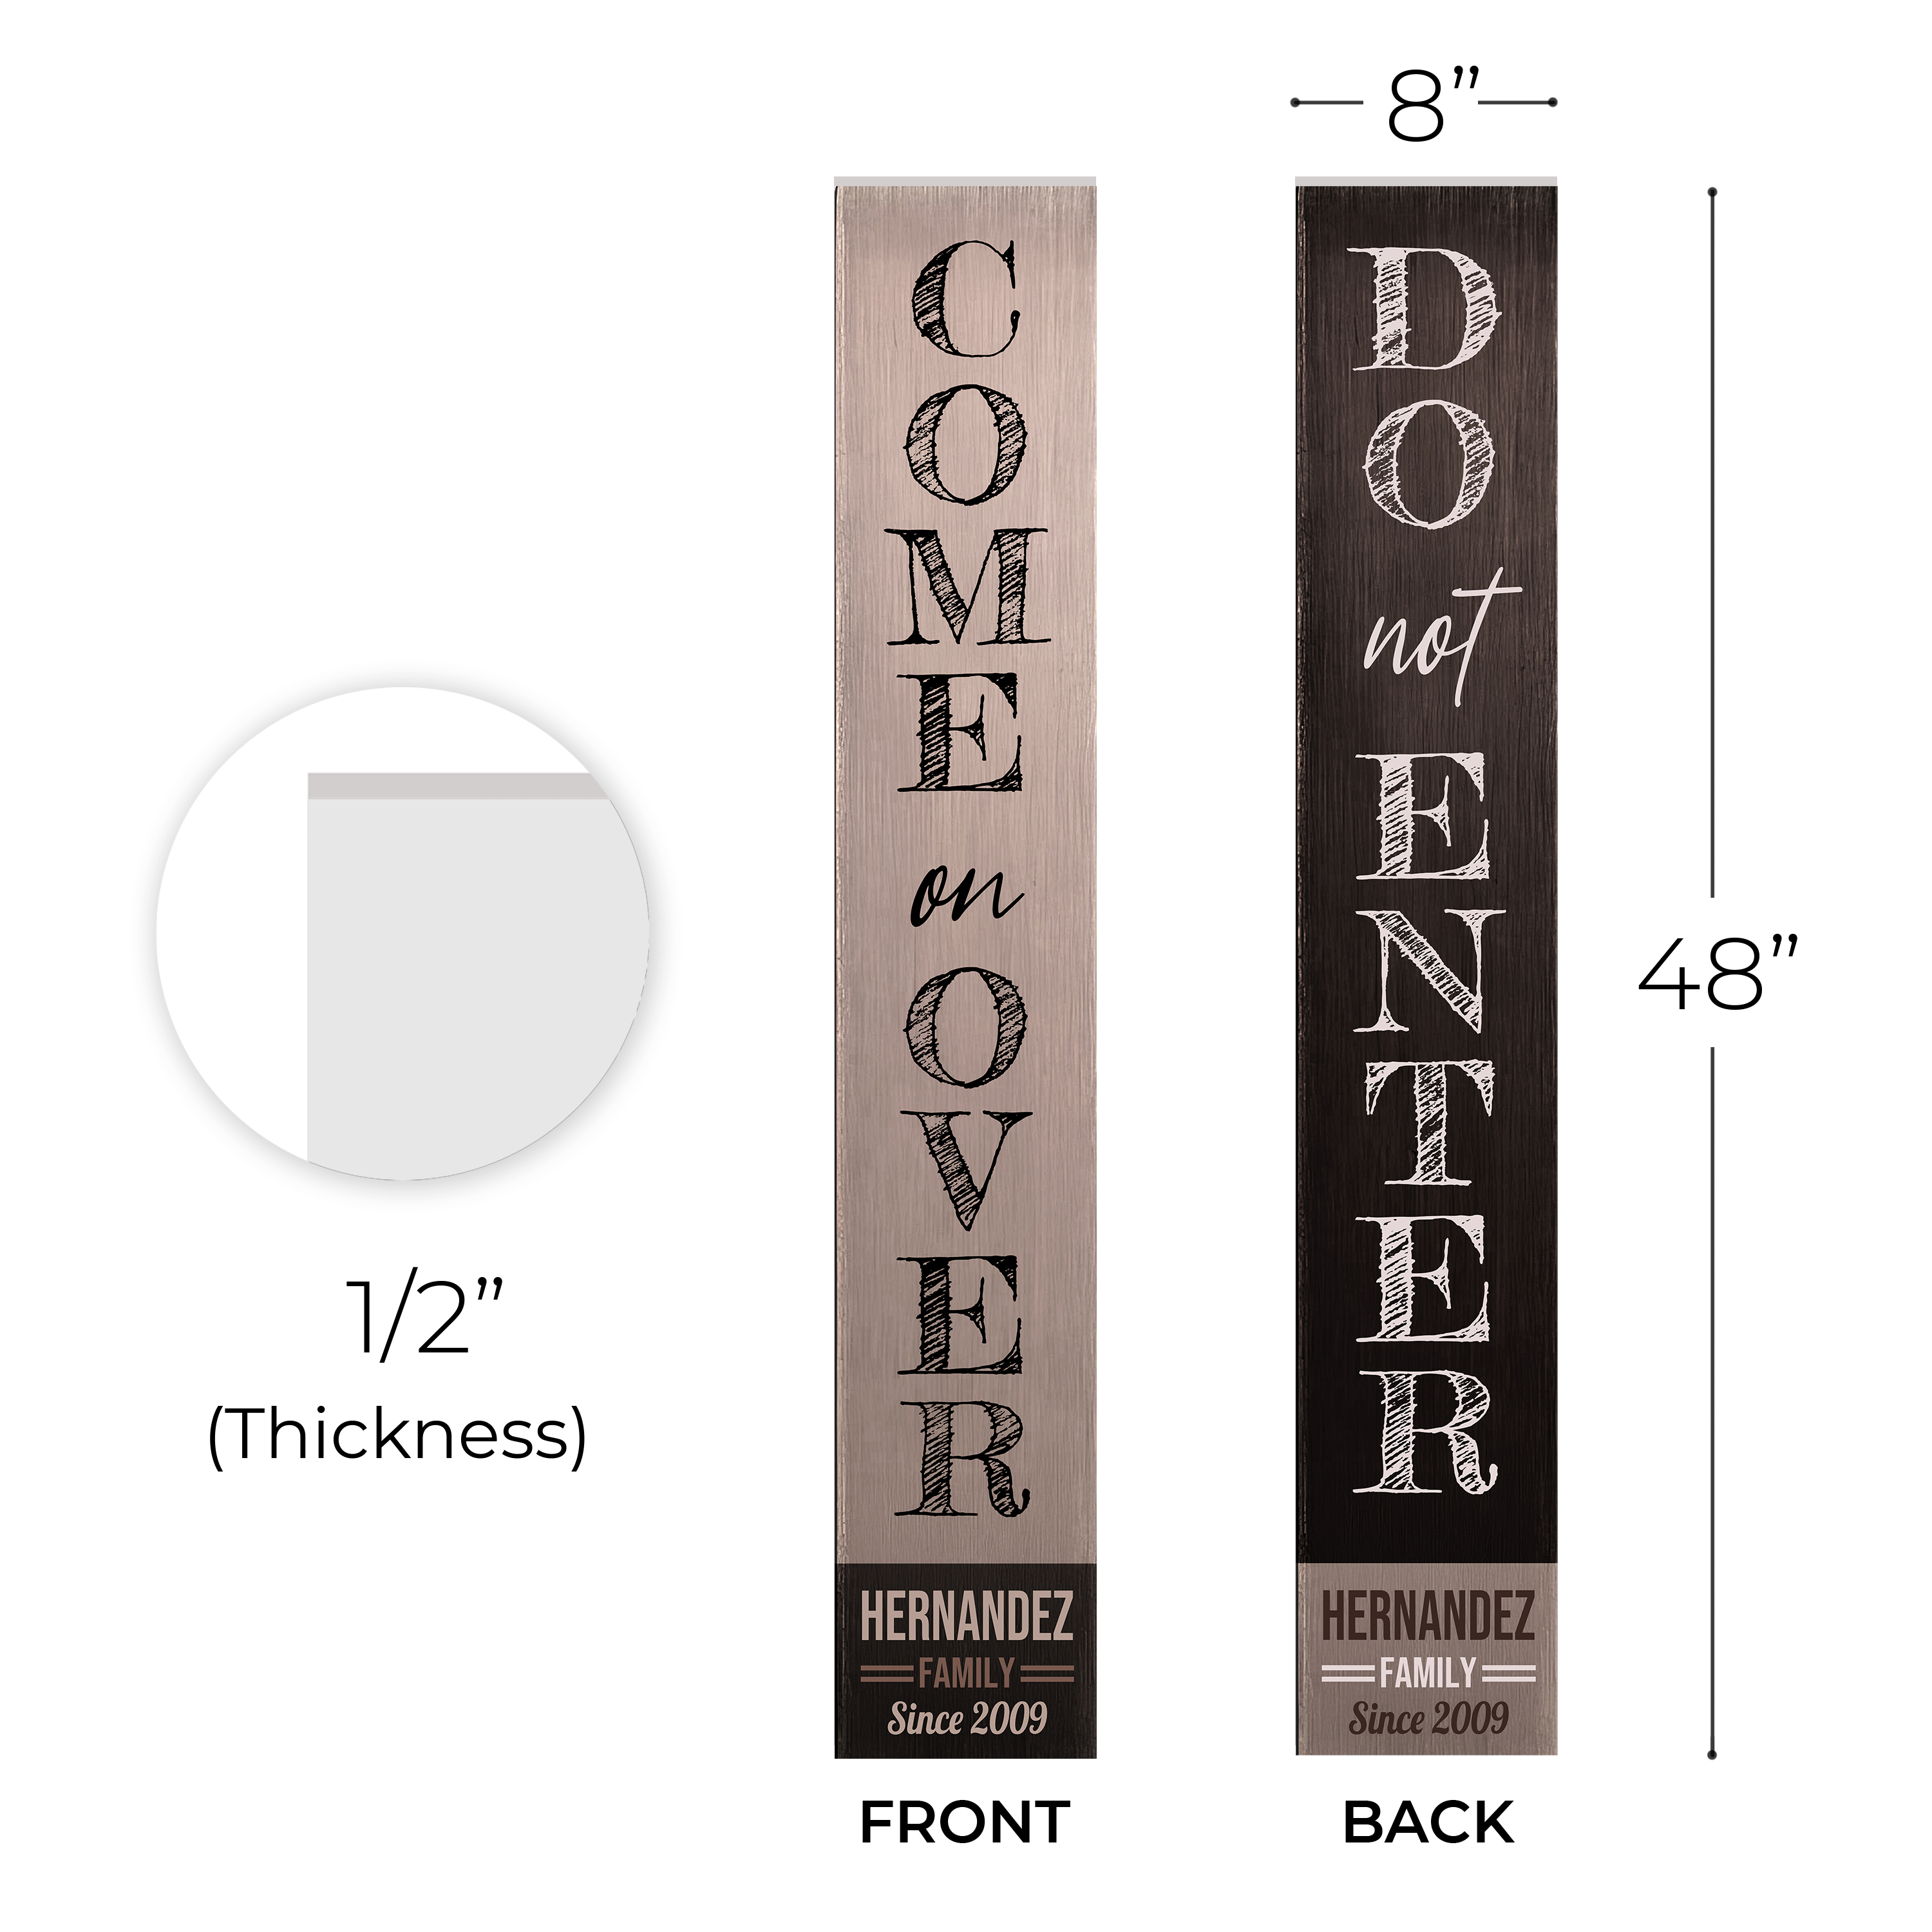 8”
COME
on
OVER
HERNANDEZ
FAMILY
Since 2009
FRONT
DO
not
ENTER
HERNANDEZ
FAMILY
Since 2009
BACK
48”
1/2”
(Thickness)